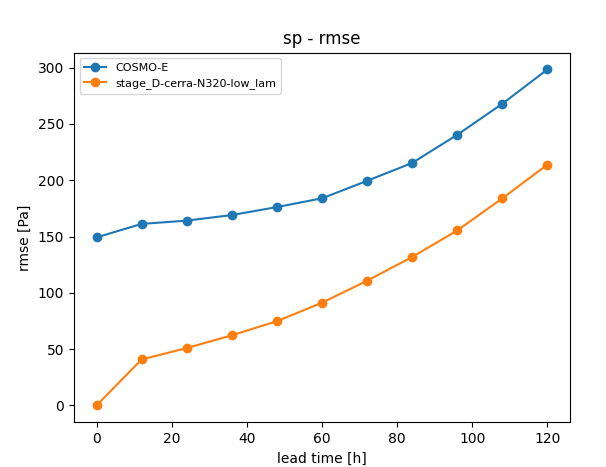 sp - rmse
COSMO-E
stage_D-cerra-N320-low_lam
300
250
200
150
100
50
0
rmse [Pa]
0 20 40 60 80 100 120
lead time [h]